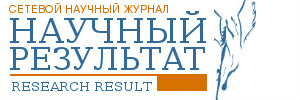 СЕТЕВОЙ НАУЧНЫЙ ЖУРНАЛ
НАУЧНЫЙ
РЕЗУЛЬТАТ
RESEARCH RESULT